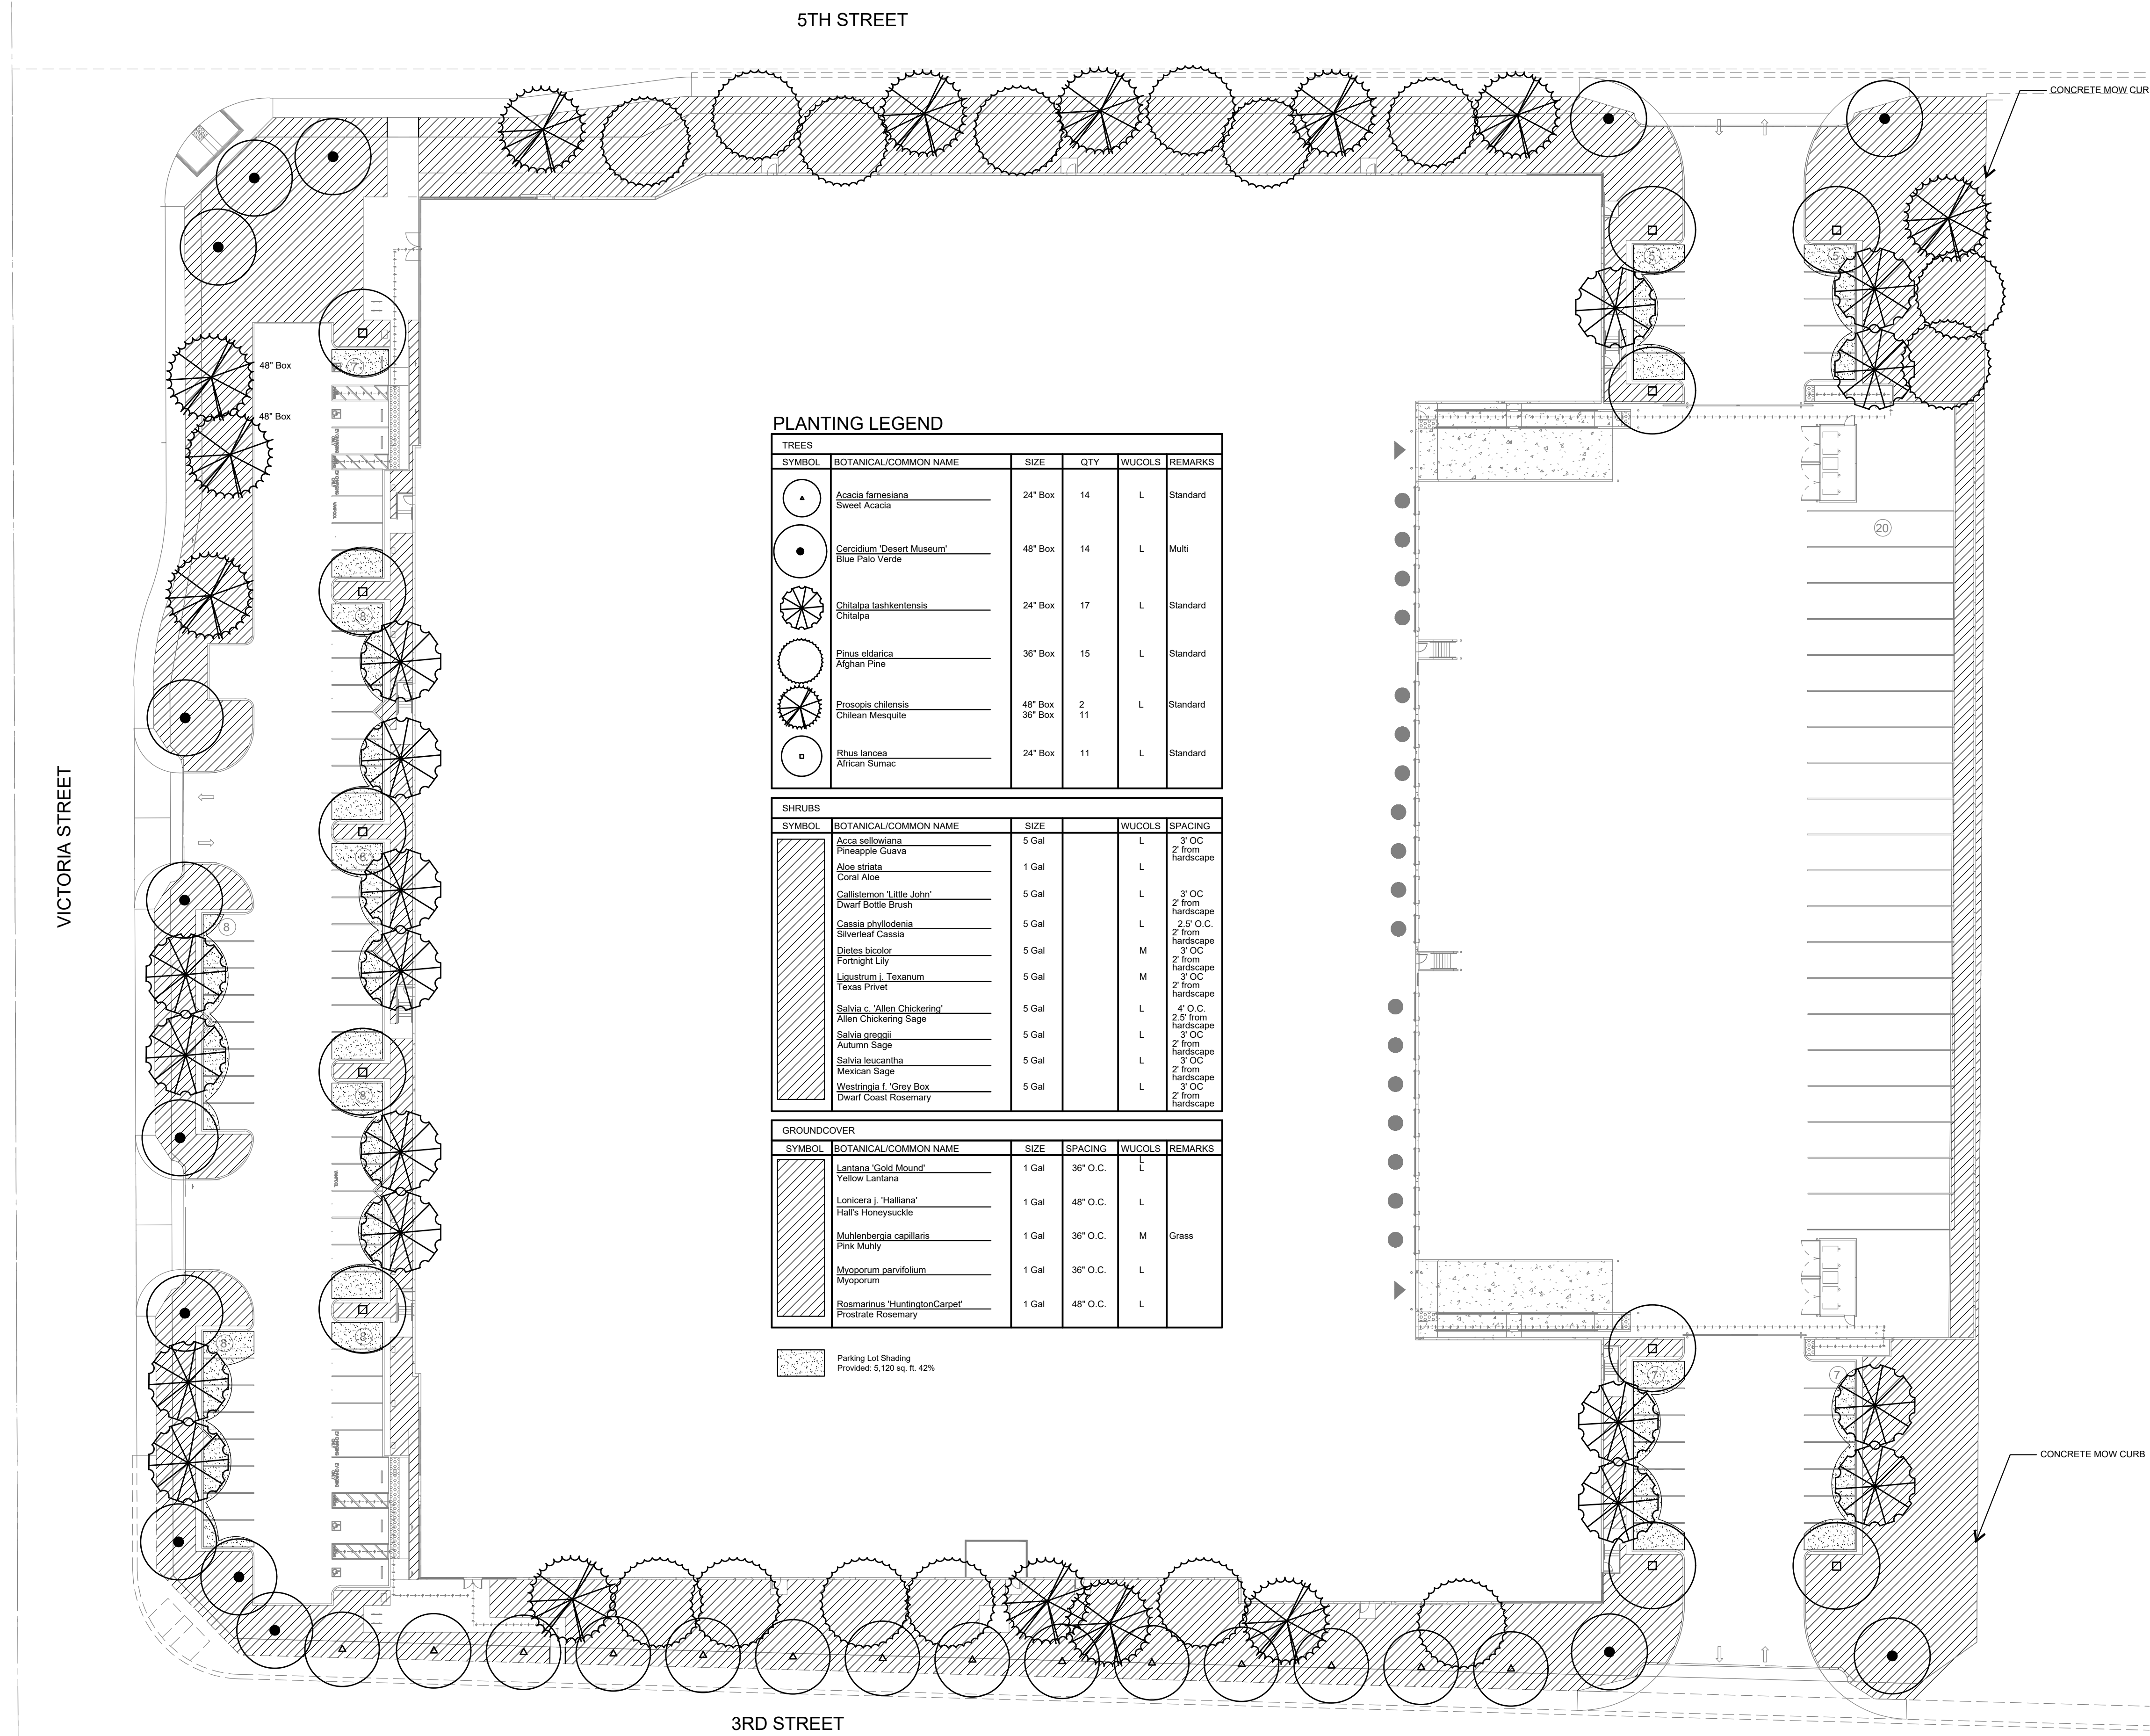 5TH STREET
CONCRETE MOW CUR
48" Box
48" Box
VICTORIA STREET
PLANTING LEGEND
TREES
SYMBOL BOTANICAL/COMMON NAME SIZE QTY WUCOLS REMARKS
Acacia farnesiana 24" Box 14 L Standard
Sweet Acacia
Cercidium 'Desert Museum' 48" Box 14 L Multi
Blue Palo Verde
Chitalpa tashkentensis 24" Box 17 L Standard
Chitalpa
Pinus eldarica 36" Box 15 L Standard
Afghan Pine
Prosopis chilensis 48" Box 2 L Standard
Chilean Mesquite 36" Box 11
Rhus lancea 24" Box 11 L Standard
African Sumac
SHRUBS
SYMBOL BOTANICAL/COMMON NAME SIZE WUCOLS SPACING
Acca sellowiana 5 Gal L 3' OC
Pineapple Guava 2' from
hardscape
Aloe striata 1 Gal L
Coral Aloe
Callistemon 'Little John' 5 Gal L 3' OC
Dwarf Bottle Brush 2' from
hardscape
Cassia phyllodenia 5 Gal L 2.5' O.C.
Silverleaf Cassia 2' from
hardscape
Dietes bicolor 5 Gal M 3' OC
Fortnight Lily 2' from
hardscape
Ligustrum j. Texanum 5 Gal M 3' OC
Texas Privet 2' from
hardscape
Salvia c. 'Allen Chickering' 5 Gal L 4' O.C.
Allen Chickering Sage 2.5' from
hardscape
Salvia greggii 5 Gal L 3' OC
Autumn Sage 2' from
hardscape
Salvia leucantha 5 Gal L 3' OC
Mexican Sage 2' from
hardscape
Westringia f. 'Grey Box 5 Gal L 3' OC
Dwarf Coast Rosemary 2' from
hardscape
GROUNDCOVER
SYMBOL BOTANICAL/COMMON NAME SIZE SPACING WUCOLS REMARKS
L
Lantana 'Gold Mound' 1 Gal 36" O.C. L
Yellow Lantana
Lonicera j. 'Halliana' 1 Gal 48" O.C. L
Hall's Honeysuckle
Muhlenbergia capillaris 1 Gal 36" O.C. M Grass
Pink Muhly
Myoporum parvifolium 1 Gal 36" O.C. L
Myoporum
Rosmarinus 'HuntingtonCarpet' 1 Gal 48" O.C. L
Prostrate Rosemary
Parking Lot Shading
Provided: 5,120 sq. ft. 42%
20
8
7
7
CONCRETE MOW CURB
3RD STREET